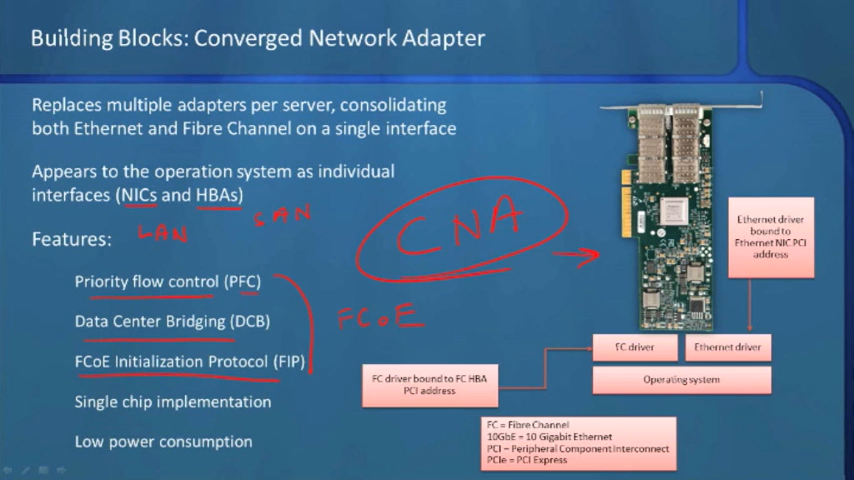 Building Blocks: Converged Network Adapter
Replaces multiple adapters per server, consolidating
both Ethernet and Fibre Channel on a single interface
Appears to the operation system as individual
interfaces (NICs and HBAs)
LAN
SAN
CNA
Features:
Priority flow control (PFC)
Data Center Bridging (DCB)
FCoE Initialization Protocol (FIP)
Single chip implementation
Low power consumption
FCoE
Ethernet driver
bound to
Ethernet NIC PCI
address
FC driver
Ethernet driver
Operating system
FC driver bound to FC HBA
PCI address
FC = Fibre Channel
10GbE = 10 Gigabit Ethernet
PCI – Peripheral Component Interconnect
PCIe = PCI Express